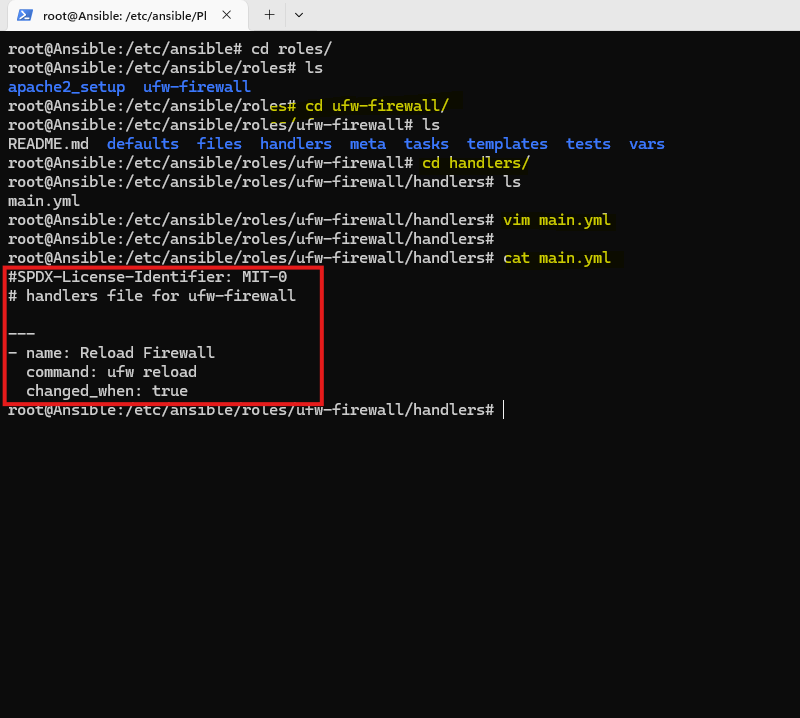 root@Ansible: /etc/ansible/Pl
root@Ansible:/etc/ansible# cd roles/
root@Ansible:/etc/ansible/roles# ls
apache2_setup  ufw-firewall
root@Ansible:/etc/ansible/roles# cd ufw-firewall/
root@Ansible:/etc/ansible/roles/ufw-firewall# ls
README.md  defaults  files  handlers  meta  tasks  templates  tests  vars
root@Ansible:/etc/ansible/roles/ufw-firewall# cd handlers/
root@Ansible:/etc/ansible/roles/ufw-firewall/handlers# ls
main.yml
root@Ansible:/etc/ansible/roles/ufw-firewall/handlers# vim main.yml
root@Ansible:/etc/ansible/roles/ufw-firewall/handlers#
root@Ansible:/etc/ansible/roles/ufw-firewall/handlers# cat main.yml
#SPDX-License-Identifier: MIT-0
# handlers file for ufw-firewall
---
- name: Reload Firewall
  command: ufw reload
  changed_when: true
root@Ansible:/etc/ansible/roles/ufw-firewall/handlers#